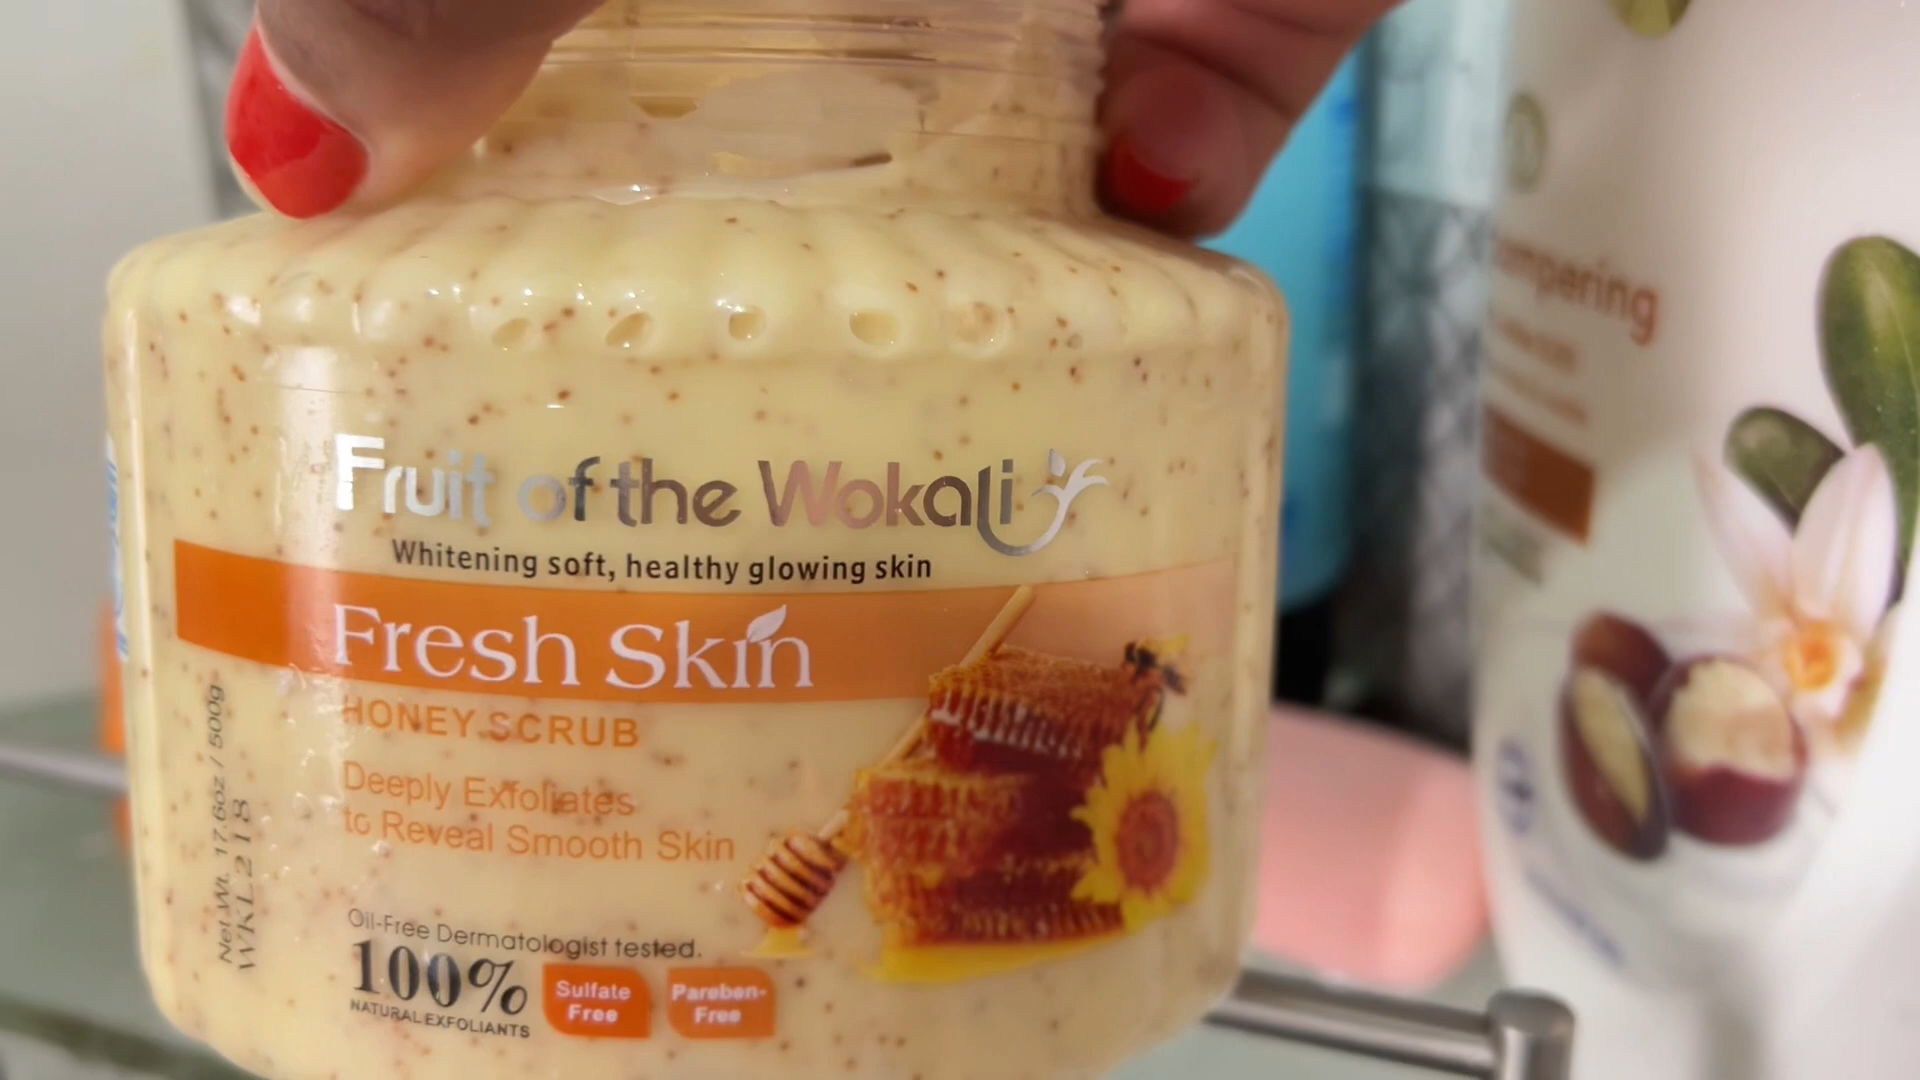 Fruit of the Wokali
Whitening soft, healthy glowing skin
Fresh Skin
HONEY SCRUB
Deeply Exfoliates
to Reveal Smooth Skin
Oil-Free Dermatologist tested.
100%
NATURAL EXFOLIANTS
Sulfate
Free
Pareben-
Free
Net.Wt. 17.6oz / 500g
WKL218
mpering